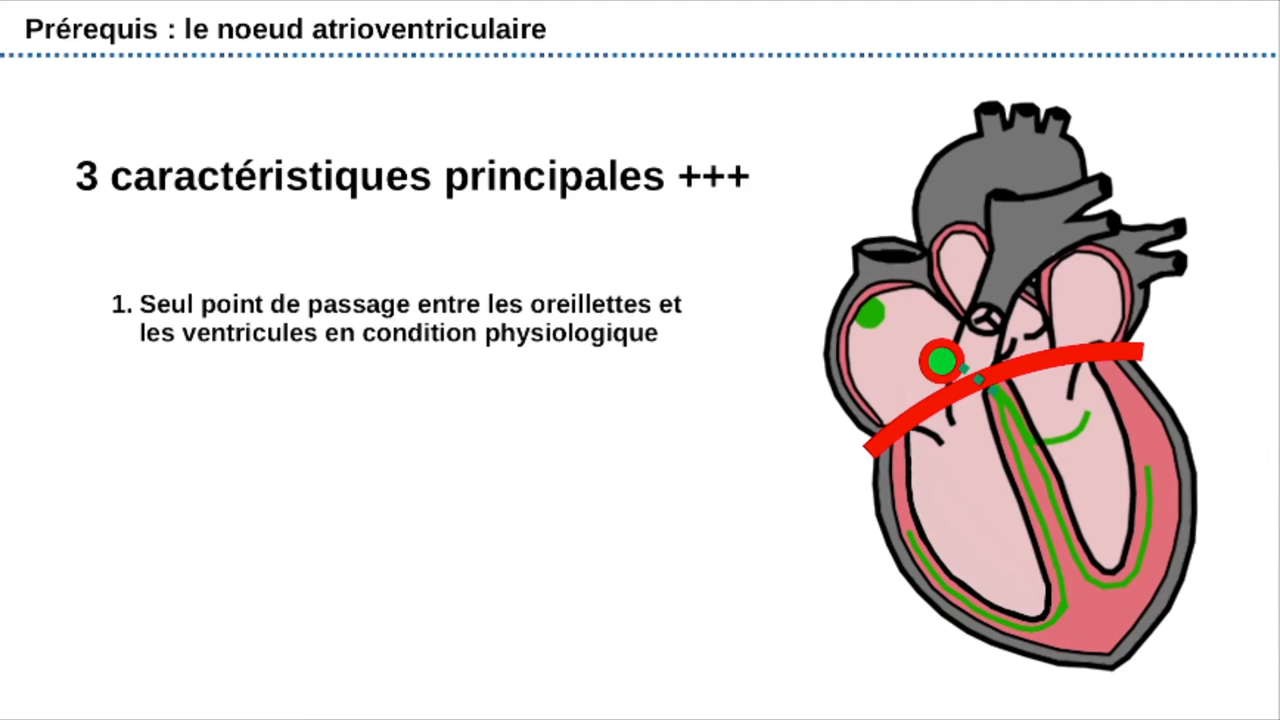 Prérequis : le noeud atrioventriculaire
3 caractéristiques principales +++
1. Seul point de passage entre les oreillettes et
les ventricules en condition physiologique